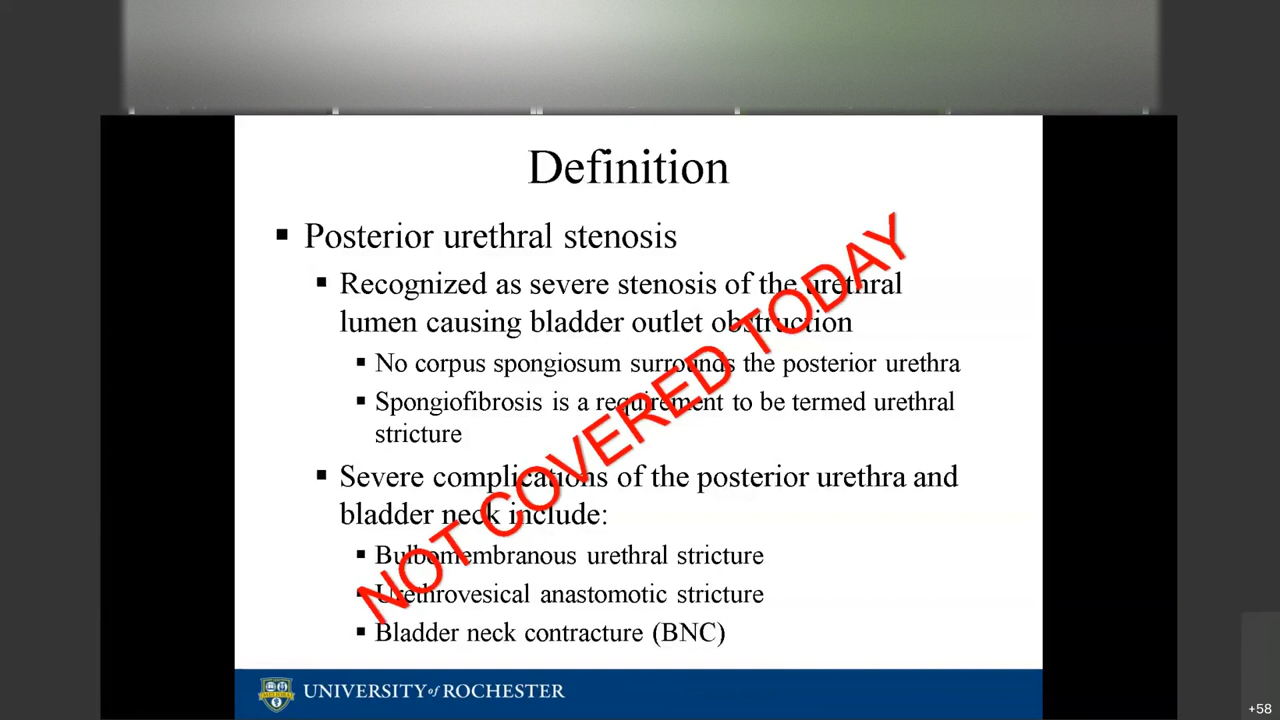 Definition
Posterior urethral stenosis
Recognized as severe stenosis of the urethral
lumen causing bladder outlet obstruction
No corpus spongiosum surrounds the posterior urethra
Spongiofibrosis is a requirement to be termed urethral
stricture
Severe complications of the posterior urethra and
bladder neck include:
Bulbomembranous urethral stricture
Urethrovesical anastomotic stricture
Bladder neck contracture (BNC)
NOT COVERED TODAY
UNIVERSITY of ROCHESTER
+58